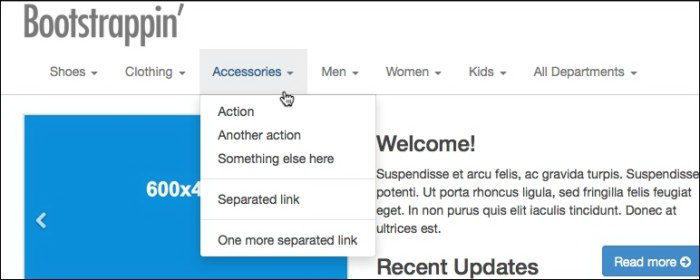 Bootstrappin'
Shoes Clothing Accessories Men Women Kids All Departments
Action
Another action
Something else here
Separated link
One more separated link
600x4
Welcome!
Suspendisse et arcu felis, ac gravida turpis. Suspendisse
potenti. Ut porta rhoncus ligula, sed fringilla felis feugiat
eget. In non purus quis elit iaculis tincidunt. Donec at
ultrices est.
Read more
Recent Updates